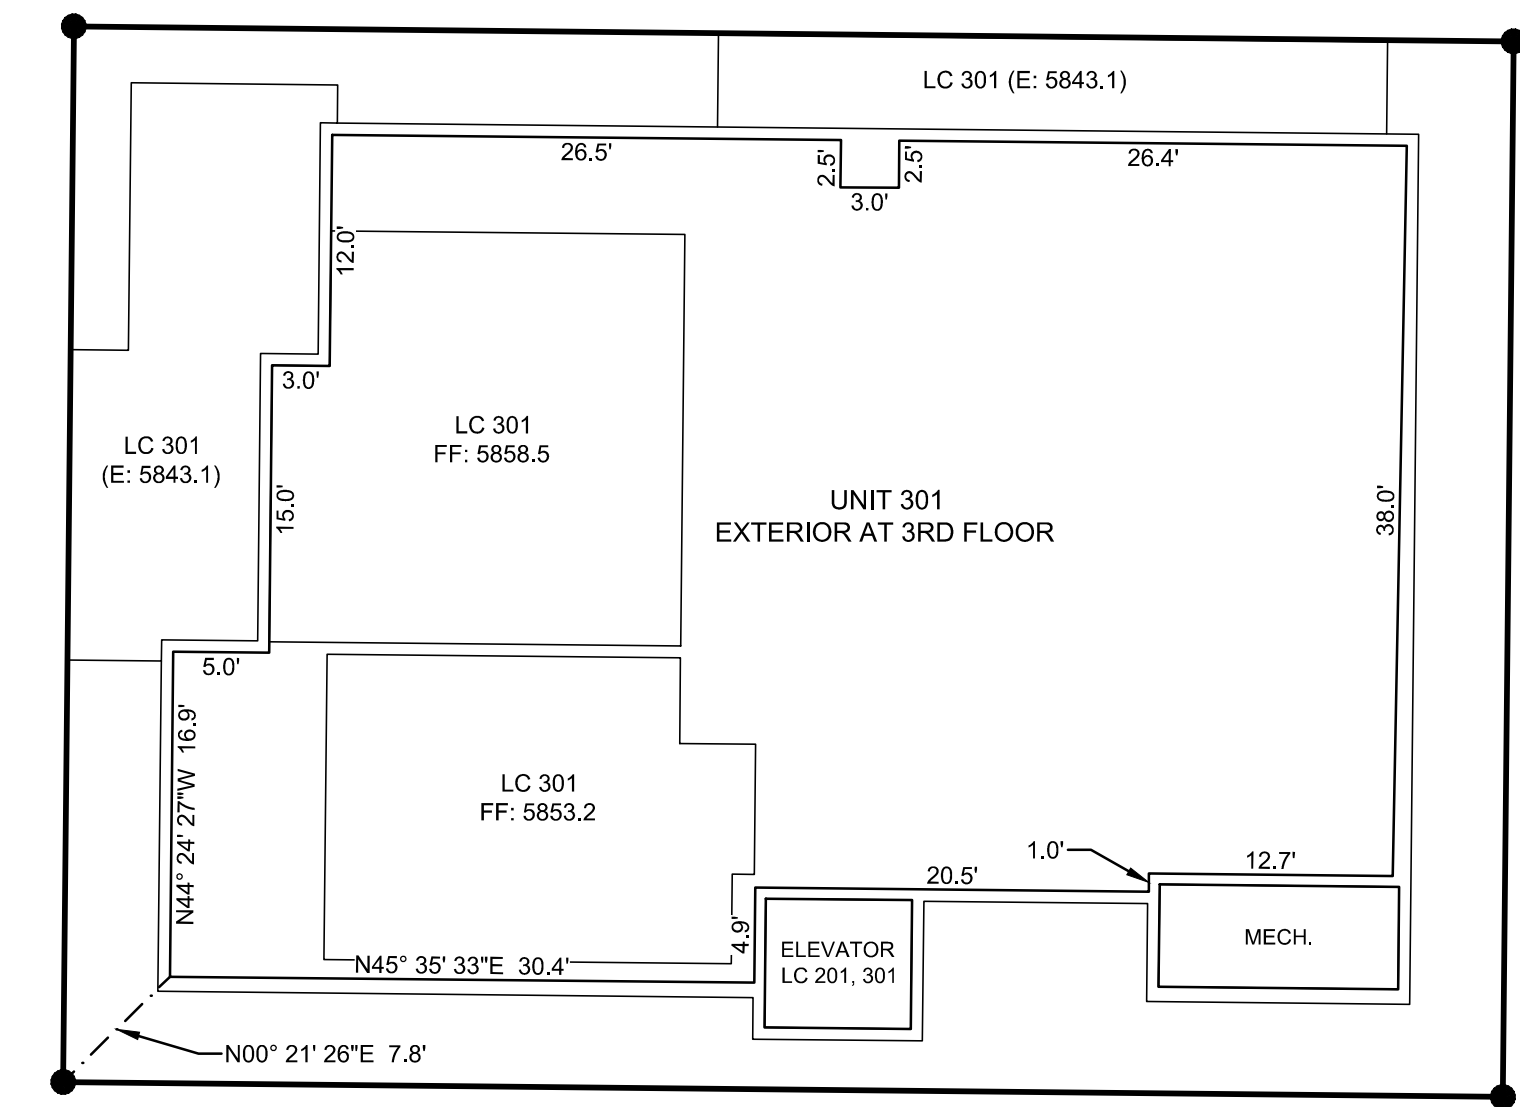 LC 301 (E: 5843.1)
26.5'
2.5'
3.0'
2.5'
26.4'
12.0'
3.0'
LC 301
FF: 5858.5
LC 301
(E: 5843.1)
15.0'
UNIT 301
EXTERIOR AT 3RD FLOOR
38.0'
5.0'
N44° 24' 27"W 16.9'
LC 301
FF: 5853.2
1.0'
12.7'
20.5'
4.9'
ELEVATOR
LC 201, 301
MECH.
N45° 35' 33"E 30.4'
N00° 21' 26"E 7.8'